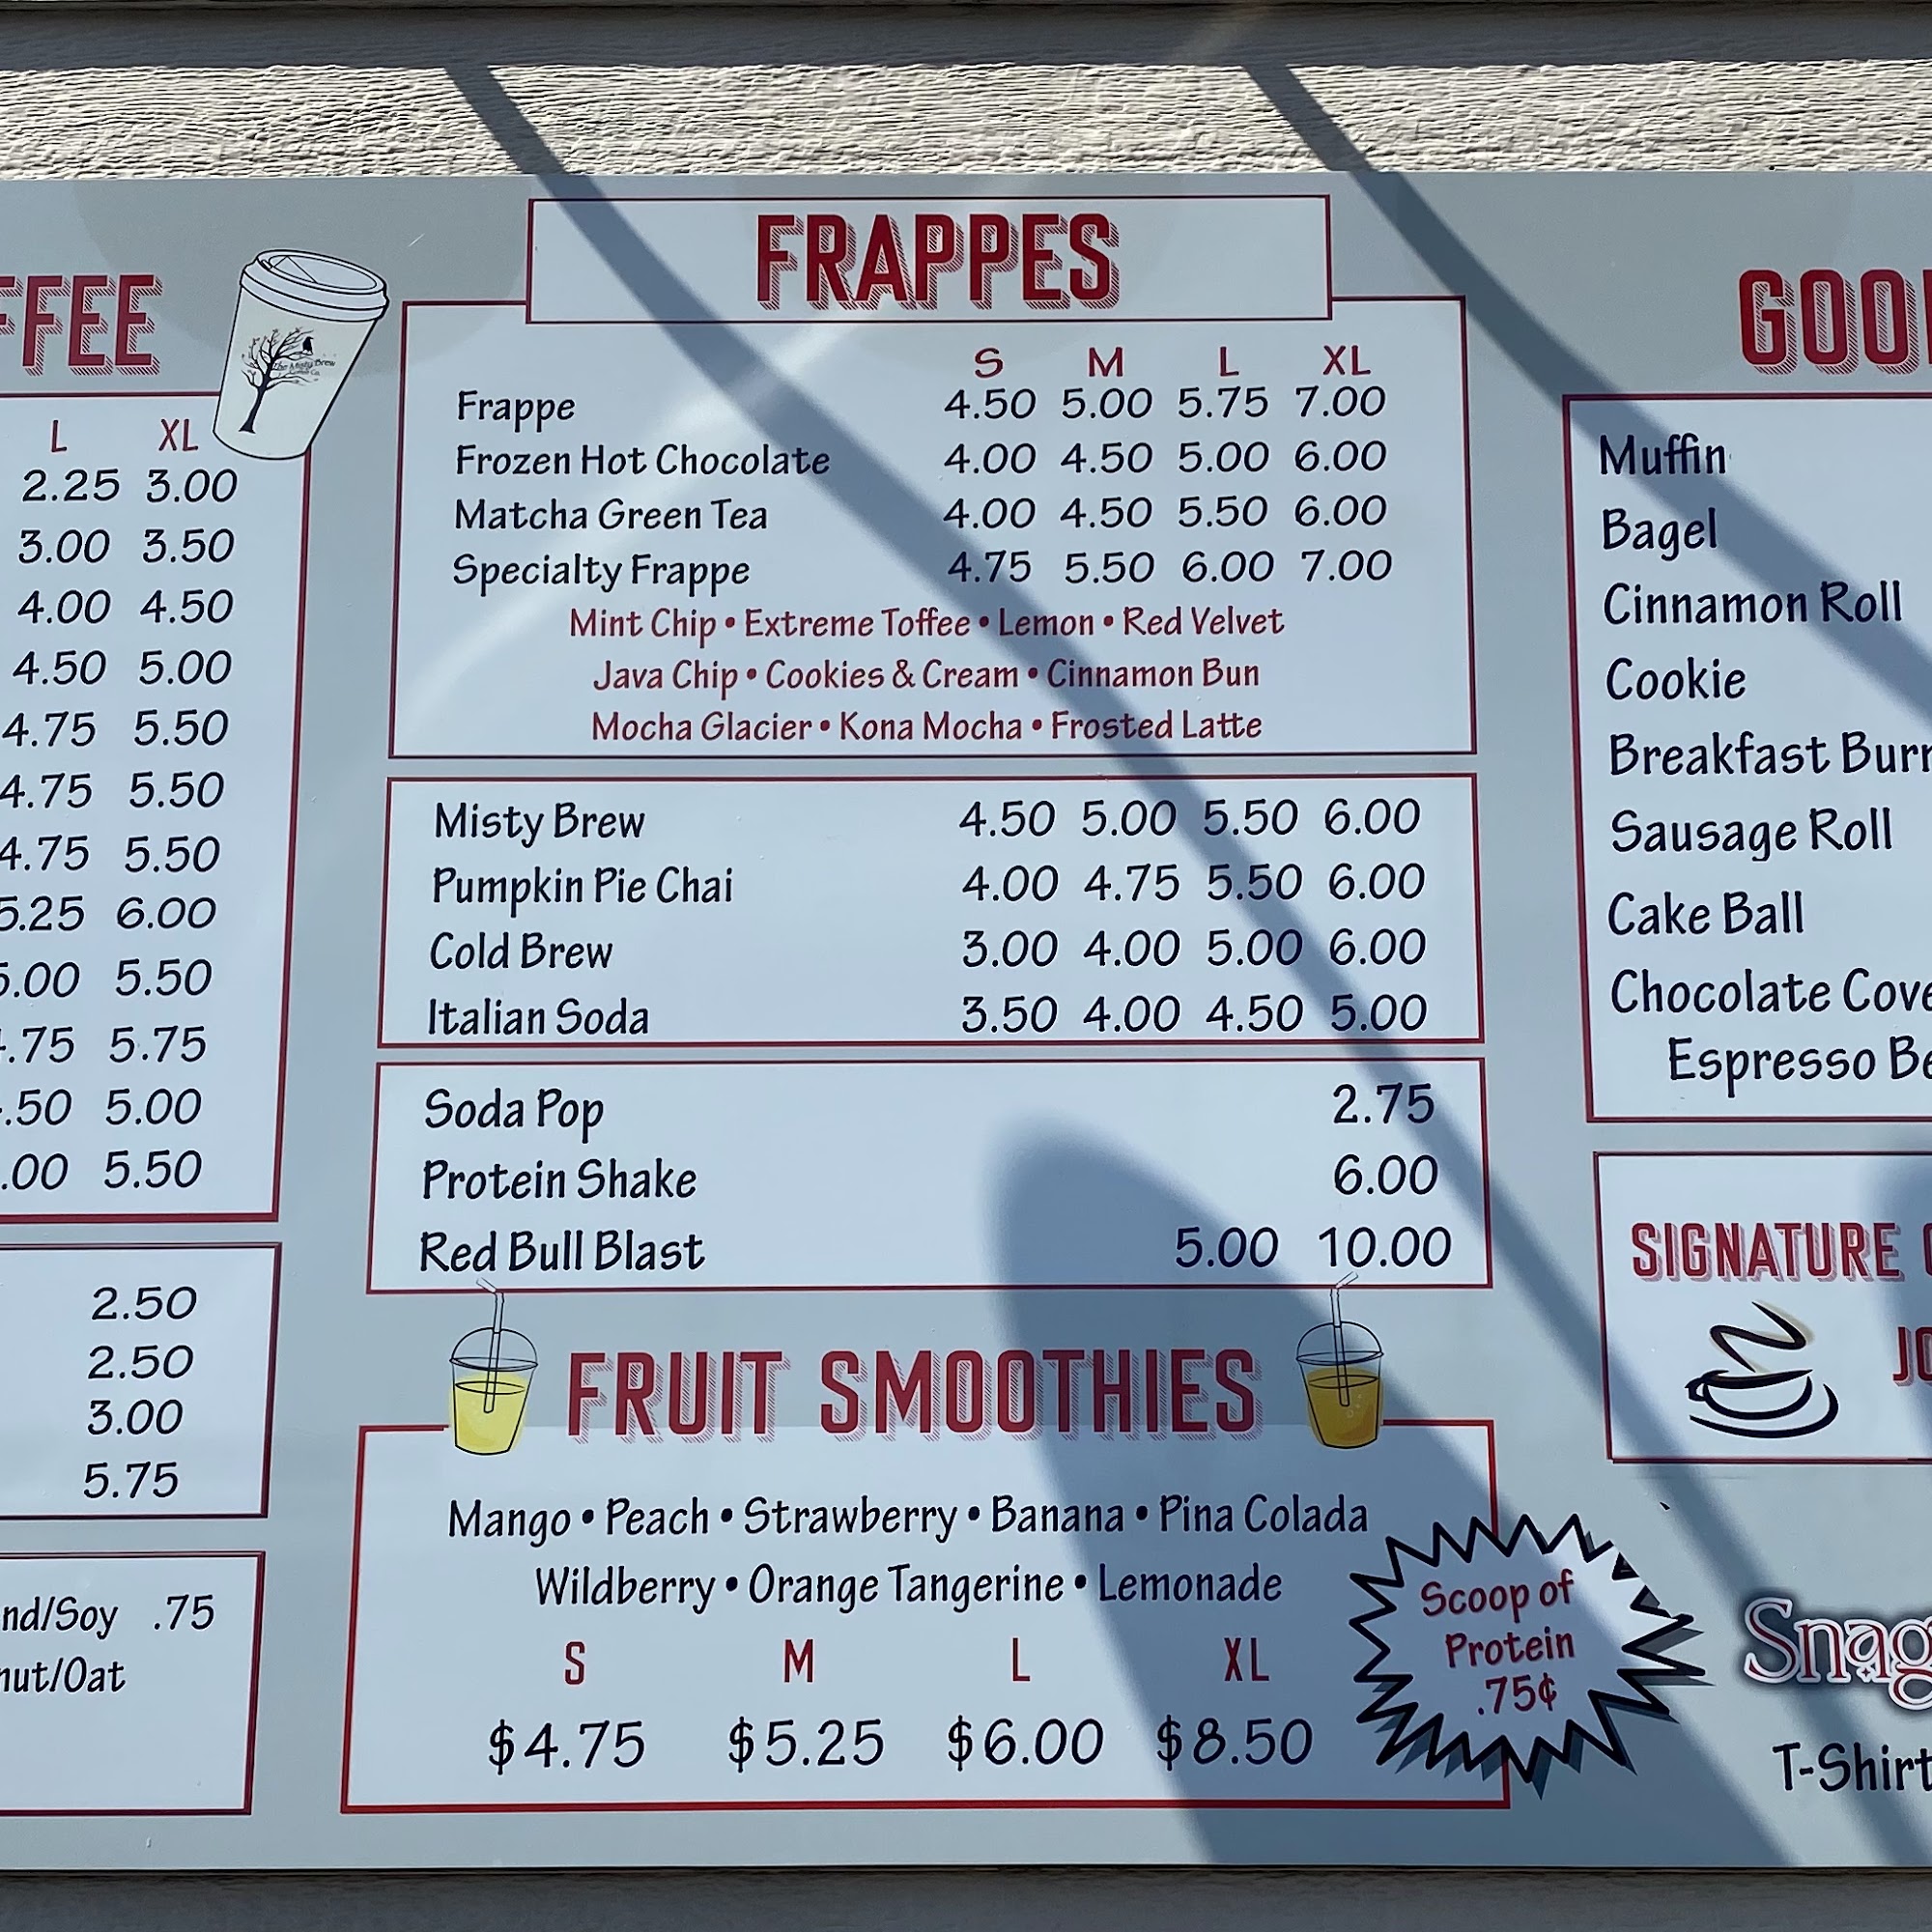 FFEE
The Misty Brew
L XL
2.25 3.00
3.00 3.50
4.00 4.50
4.50 5.00
4.75 5.50
4.75 5.50
4.75 5.50
5.25 6.00
5.00 5.50
.75 5.75
.50 5.00
.00 5.50
2.50
2.50
3.00
5.75
nd/Soy .75
nut/Oat
FRAPPES
S M L XL
Frappe 4.50 5.00 5.75 7.00
Frozen Hot Chocolate 4.00 4.50 5.00 6.00
Matcha Green Tea 4.00 4.50 5.50 6.00
Specialty Frappe 4.75 5.50 6.00 7.00
Mint Chip • Extreme Toffee • Lemon • Red Velvet
Java Chip • Cookies & Cream • Cinnamon Bun
Mocha Glacier • Kona Mocha • Frosted Latte
Misty Brew 4.50 5.00 5.50 6.00
Pumpkin Pie Chai 4.00 4.75 5.50 6.00
Cold Brew 3.00 4.00 5.00 6.00
Italian Soda 3.50 4.00 4.50 5.00
Soda Pop 2.75
Protein Shake 6.00
Red Bull Blast 5.00 10.00
FRUIT SMOOTHIES
Mango • Peach • Strawberry • Banana • Pina Colada
Wildberry • Orange Tangerine • Lemonade
S M L XL
$4.75 $5.25 $6.00 $8.50
Scoop of
Protein
.75¢
GOO
Muffin
Bagel
Cinnamon Roll
Cookie
Breakfast Burr
Sausage Roll
Cake Ball
Chocolate Cove
Espresso Be
SIGNATURE
JO
Snag
T-Shirt